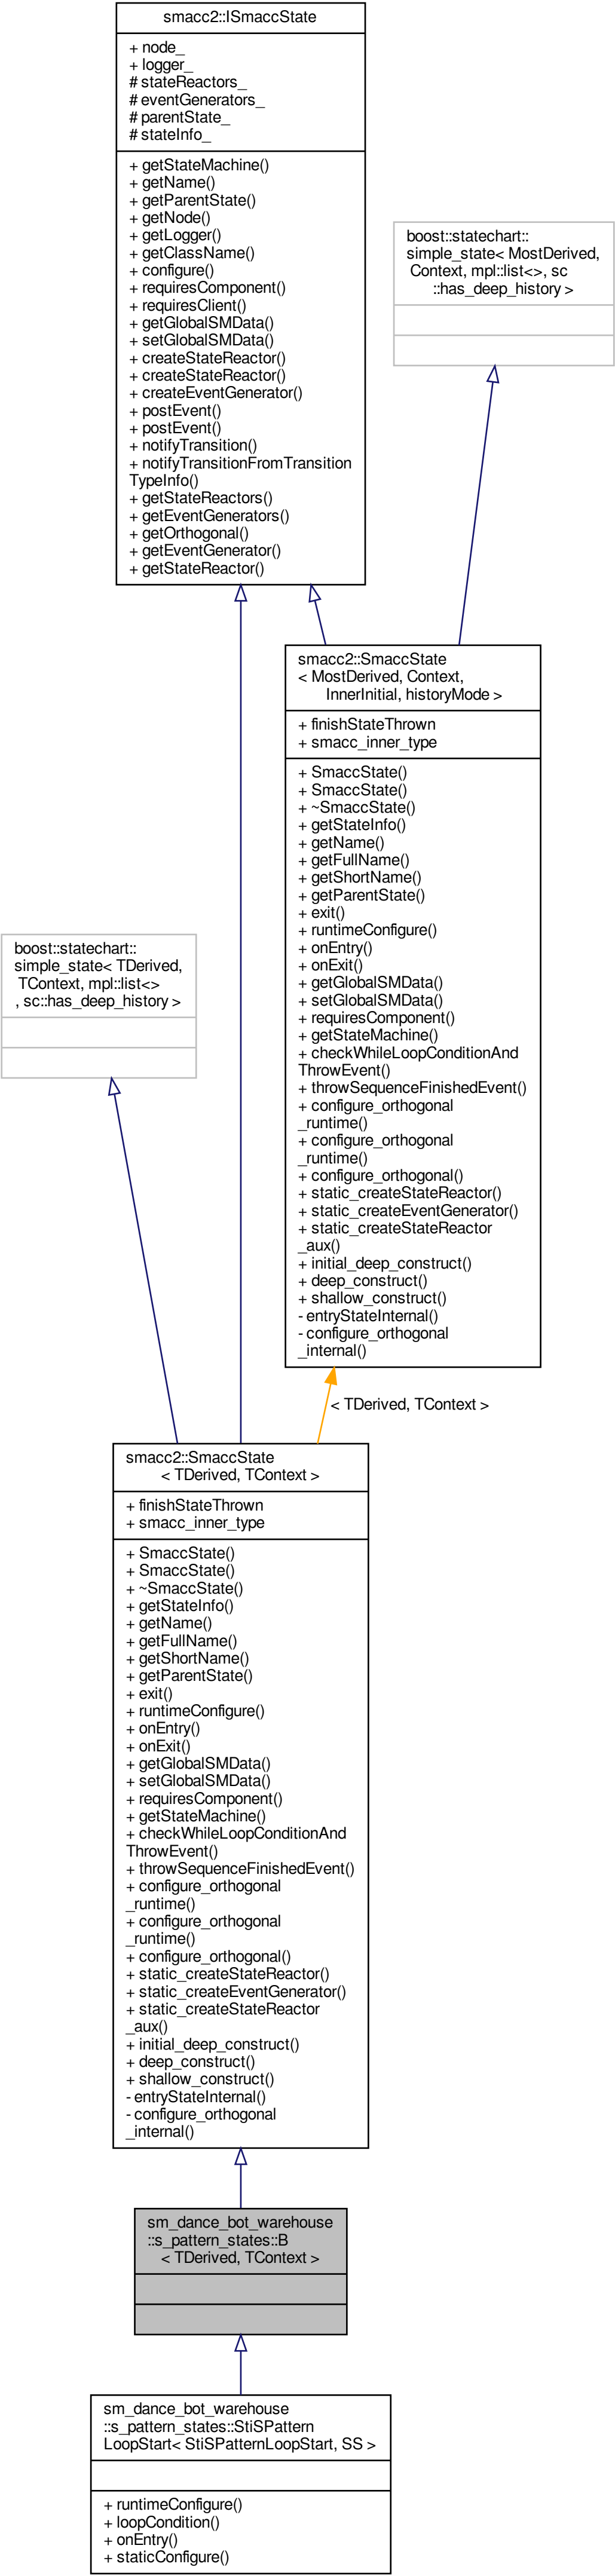 smacc2::ISmaccState
+ node_
+ logger_
# stateReactors_
# eventGenerators_
# parentState_
# stateInfo_
+ getStateMachine()
+ getName()
+ getParentState()
+ getNode()
+ getLogger()
+ getClassName()
+ configure()
+ requiresComponent()
+ requiresClient()
+ getGlobalSMData()
+ setGlobalSMData()
+ createStateReactor()
+ createStateReactor()
+ createEventGenerator()
+ postEvent()
+ postEvent()
+ notifyTransition()
+ notifyTransitionFromTransition
TypeInfo()
+ getStateReactors()
+ getEventGenerators()
+ getOrthogonal()
+ getEventGenerator()
+ getStateReactor()
boost::statechart::
simple_state< MostDerived,
Context, mpl::list<>, sc
::has_deep_history >
smacc2::SmaccState
< MostDerived, Context,
InnerInitial, historyMode >
+ finishStateThrown
+ smacc_inner_type
+ SmaccState()
+ SmaccState()
+ ~SmaccState()
+ getStateInfo()
+ getName()
+ getFullName()
+ getShortName()
+ getParentState()
+ exit()
+ runtimeConfigure()
+ onEntry()
+ onExit()
+ getGlobalSMData()
+ setGlobalSMData()
+ requiresComponent()
+ getStateMachine()
+ checkWhileLoopConditionAnd
ThrowEvent()
+ throwSequenceFinishedEvent()
+ configure_orthogonal
_runtime()
+ configure_orthogonal
_runtime()
+ configure_orthogonal()
+ static_createStateReactor()
+ static_createEventGenerator()
+ static_createStateReactor
_aux()
+ initial_deep_construct()
+ deep_construct()
+ shallow_construct()
- entryStateInternal()
- configure_orthogonal
_internal()
boost::statechart::
simple_state< TDerived,
TContext, mpl::list<>
, sc::has_deep_history >
< TDerived, TContext >
smacc2::SmaccState
< TDerived, TContext >
+ finishStateThrown
+ smacc_inner_type
+ SmaccState()
+ SmaccState()
+ ~SmaccState()
+ getStateInfo()
+ getName()
+ getFullName()
+ getShortName()
+ getParentState()
+ exit()
+ runtimeConfigure()
+ onEntry()
+ onExit()
+ getGlobalSMData()
+ setGlobalSMData()
+ requiresComponent()
+ getStateMachine()
+ checkWhileLoopConditionAnd
ThrowEvent()
+ throwSequenceFinishedEvent()
+ configure_orthogonal
_runtime()
+ configure_orthogonal
_runtime()
+ configure_orthogonal()
+ static_createStateReactor()
+ static_createEventGenerator()
+ static_createStateReactor
_aux()
+ initial_deep_construct()
+ deep_construct()
+ shallow_construct()
- entryStateInternal()
- configure_orthogonal
_internal()
sm_dance_bot_warehouse
::s_pattern_states::B
< TDerived, TContext >
sm_dance_bot_warehouse
::s_pattern_states::StiSPattern
LoopStart< StiSPatternLoopStart, SS >
+ runtimeConfigure()
+ loopCondition()
+ onEntry()
+ staticConfigure()